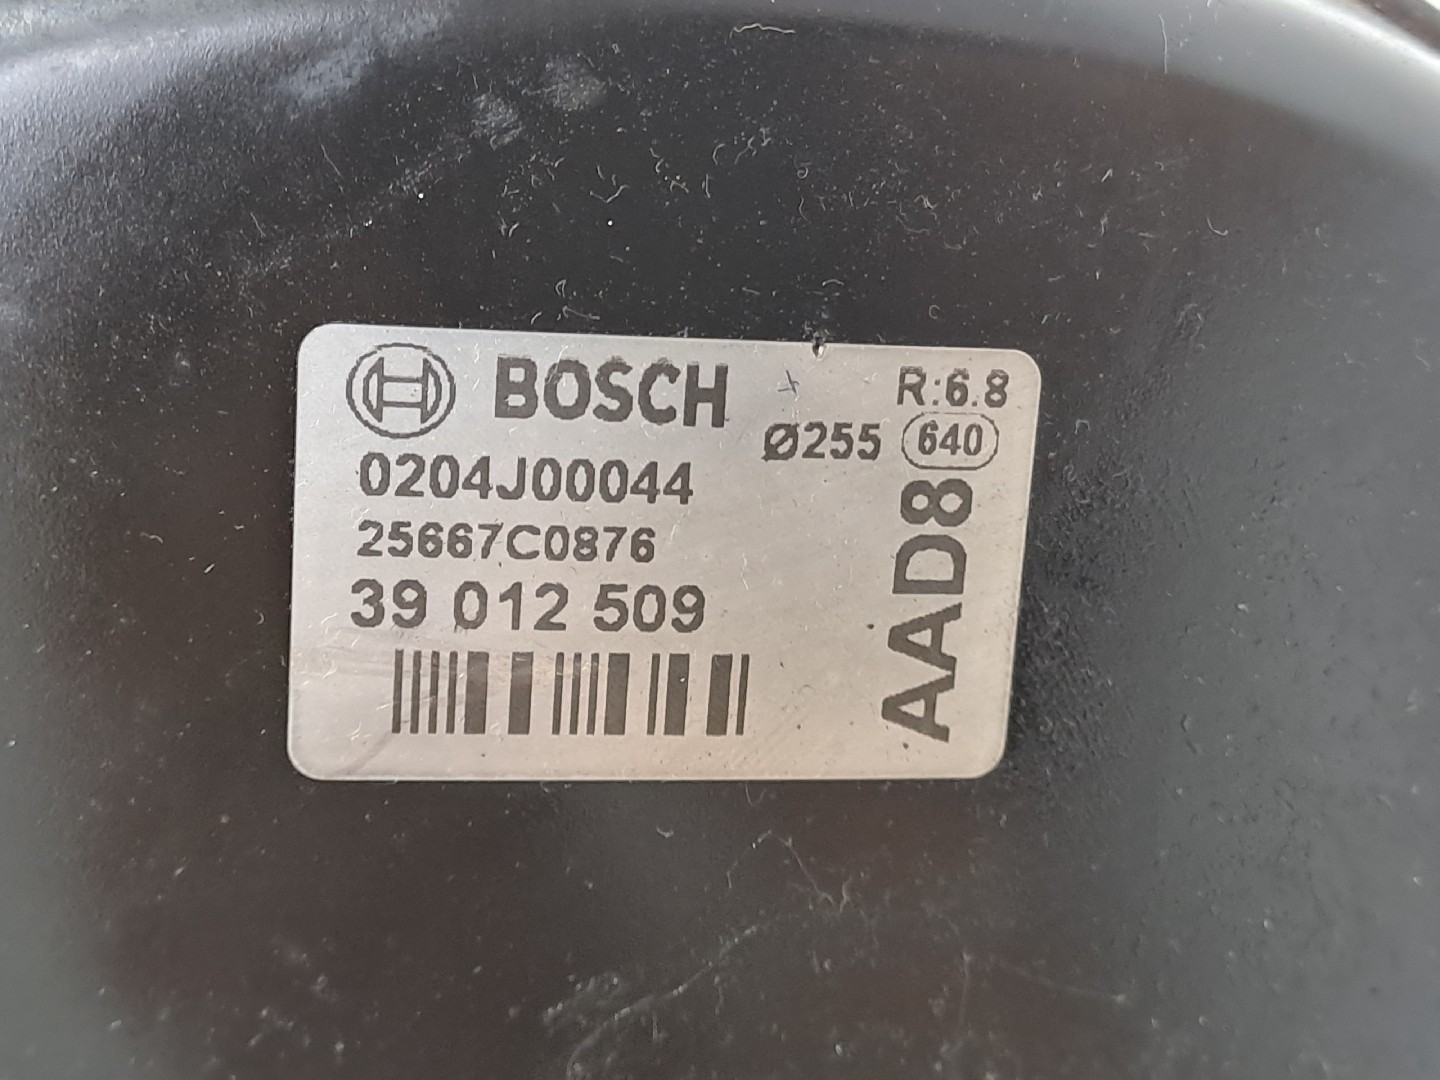 BOSCH
R:6.8
Ø255 640
0204J00044
25667C0876
39 012 509
AAD8